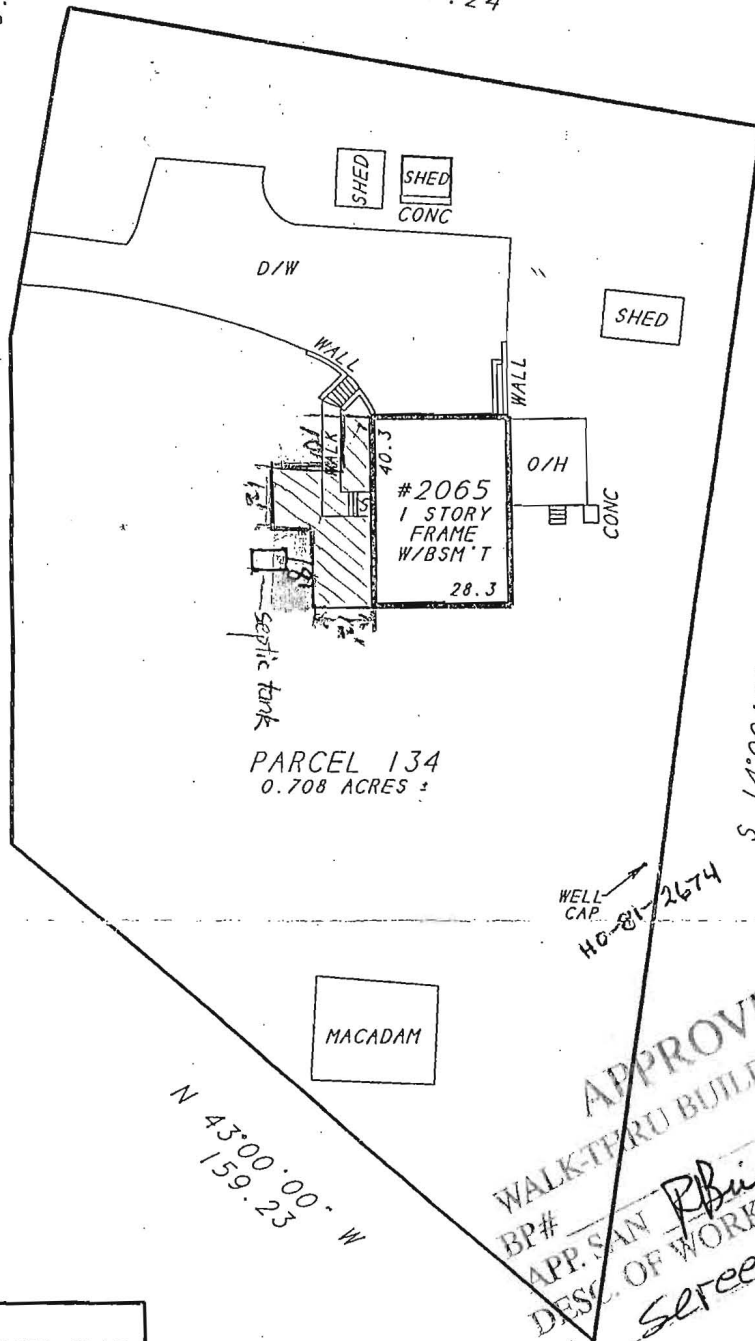 .24
SHED
SHED
CONC
D/W
SHED
WALL
WALL
WALK
40.3
O/H
#2065
1 STORY
FRAME
W/BSM'T
28.3
CONC
18
septic tank
PARCEL 134
0.708 ACRES ±
WELL
CAP
HO-81-2674
MACADAM
N 43°00'00" W
159.23
WALK-THRU
BP#
APP. SAN
DESC. OF WORK